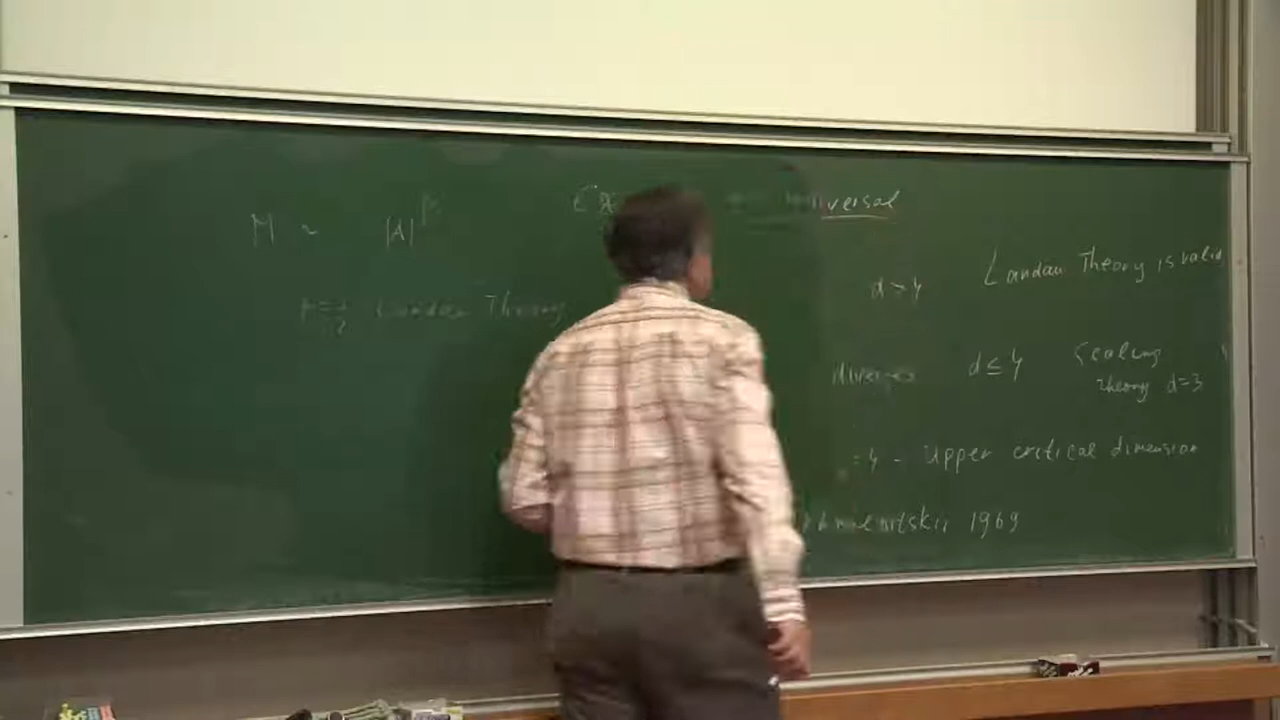 M ~ |A|^β
universal
β=1/2 Landau Theory
d>4 Landau Theory is valid
diverges d≤4 Scaling
theory d=3
=4 - Upper critical dimension
1969